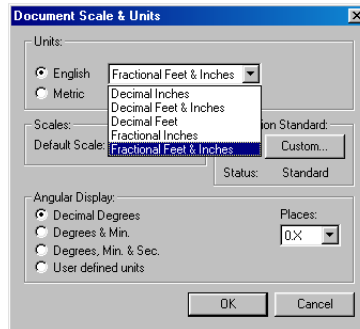 Document Scale & Units
Units:
English
Fractional Feet & Inches
Metric
Decimal Inches
Decimal Feet & Inches
Decimal Feet
Fractional Inches
Fractional Feet & Inches
Scales:
Default Scale:
Standard:
Custom...
Status: Standard
Angular Display:
Decimal Degrees
Degrees & Min.
Degrees, Min. & Sec.
User defined units
Places:
0.X
OK
Cancel